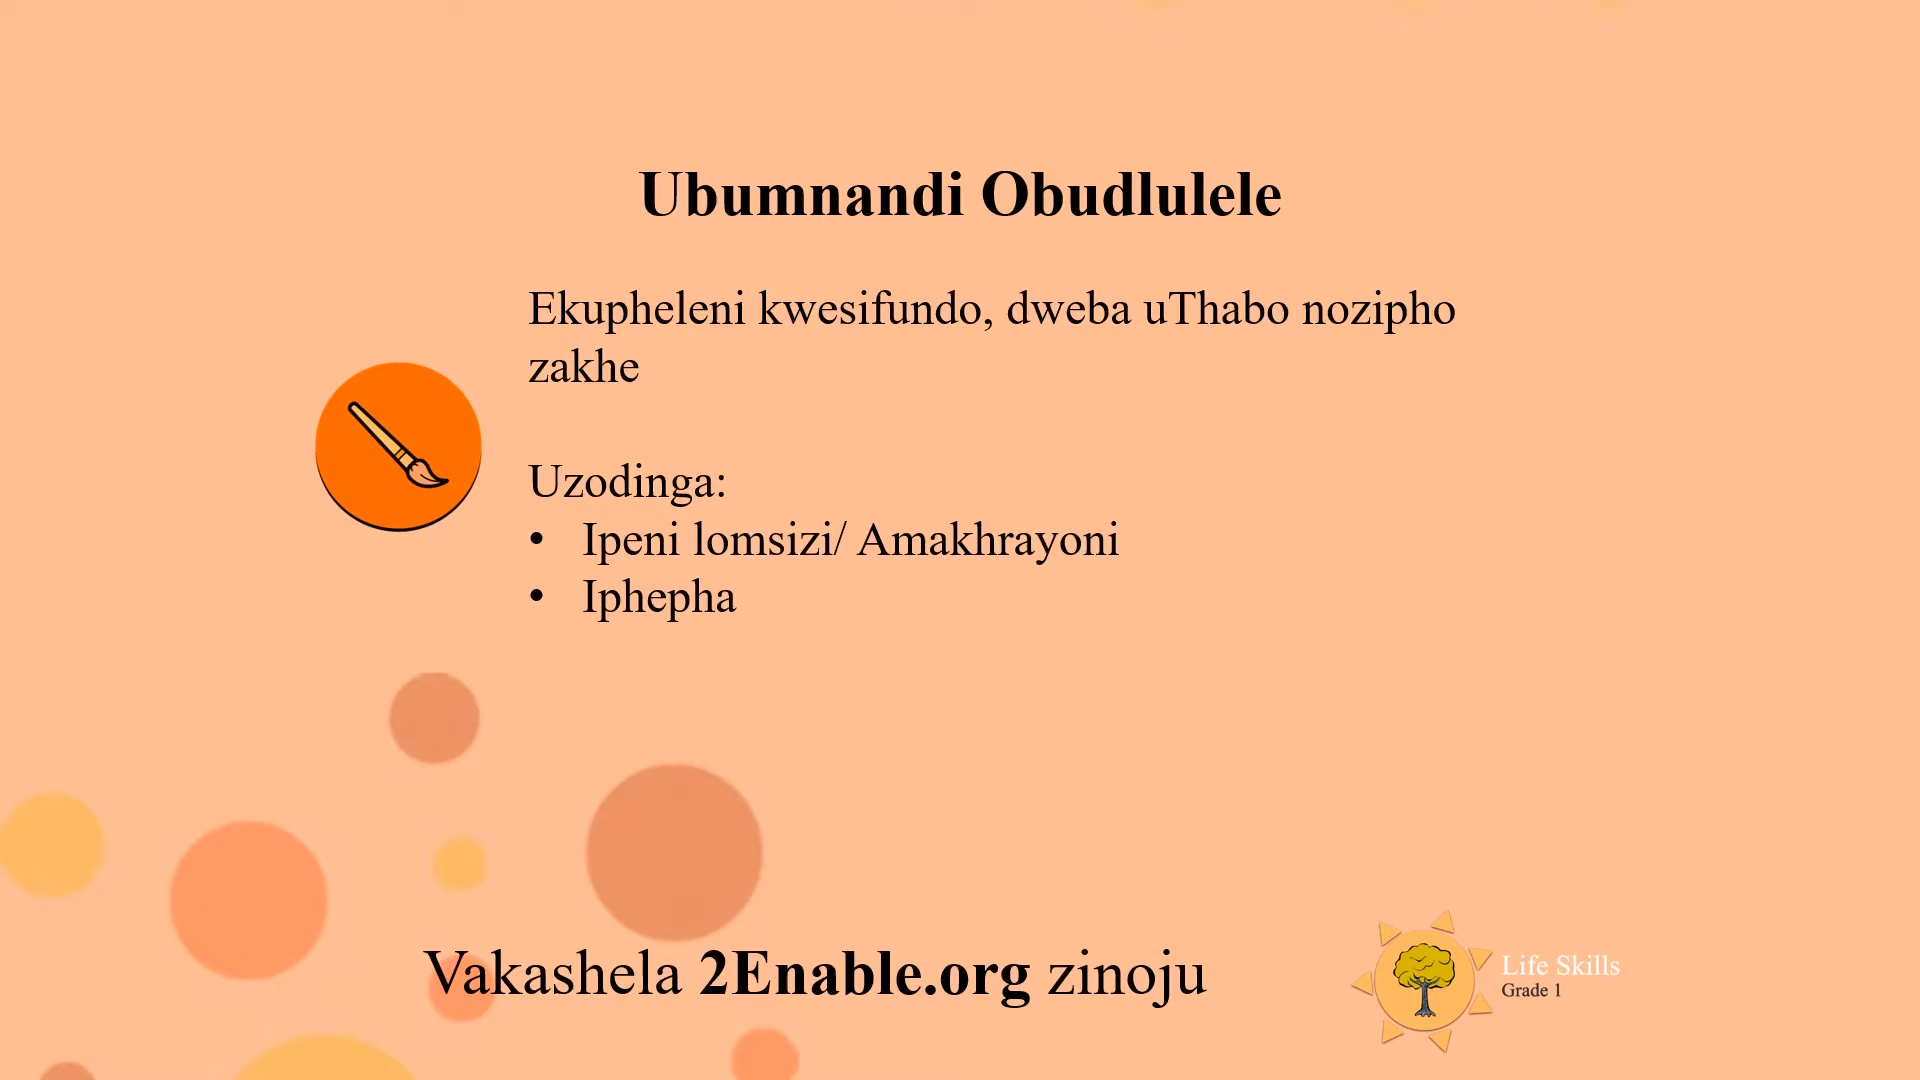 Ubumnandi Obudlulele
Ekupheleni kwesifundo, dweba uThabo nozipho
zakhe
Uzodinga:
• Ipeni lomsizi/ Amakhrayoni
• Iphepha
Vakashela 2Enable.org zinoju
Life Skills
Grade 1